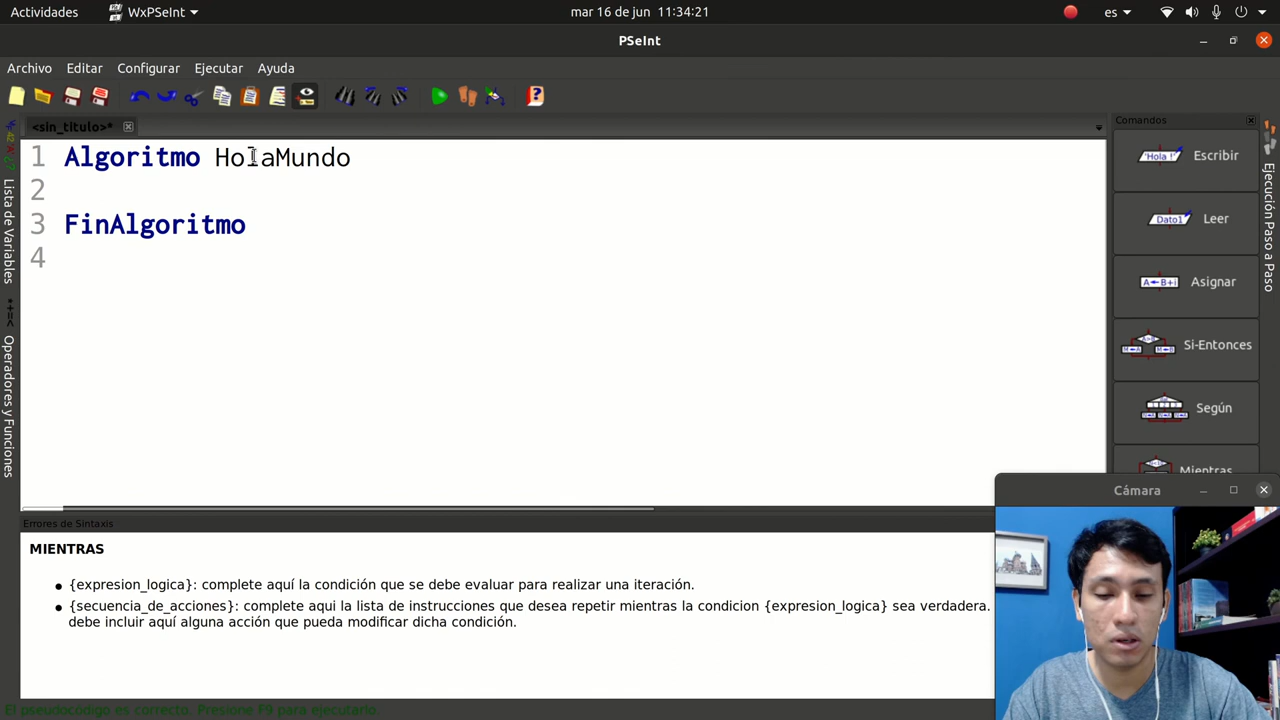 Actividades
WxPSeInt
mar 16 de jun 11:34:21
es
PSeInt
Archivo Editar Configurar Ejecutar Ayuda
<sin_titulo>*
Comandos
1 Algoritmo HolaMundo
2
3 FinAlgoritmo
4
Lista de Variables
Operadores y Funciones
'Hola !' Escribir
Dato1 Leer
A←B+i Asignar
Si-Entonces
Según
Mientras
Ejecución Paso a Paso
Cámara
Errores de Sintaxis
MIENTRAS
{expresion_logica}: complete aquí la condición que se debe evaluar para realizar una iteración.
{secuencia_de_acciones}: complete aqui la lista de instrucciones que desea repetir mientras la condicion {expresion_logica} sea verdadera.
debe incluir aquí alguna acción que pueda modificar dicha condición.
El pseudocódigo es correcto. Presione F9 para ejecutarlo.